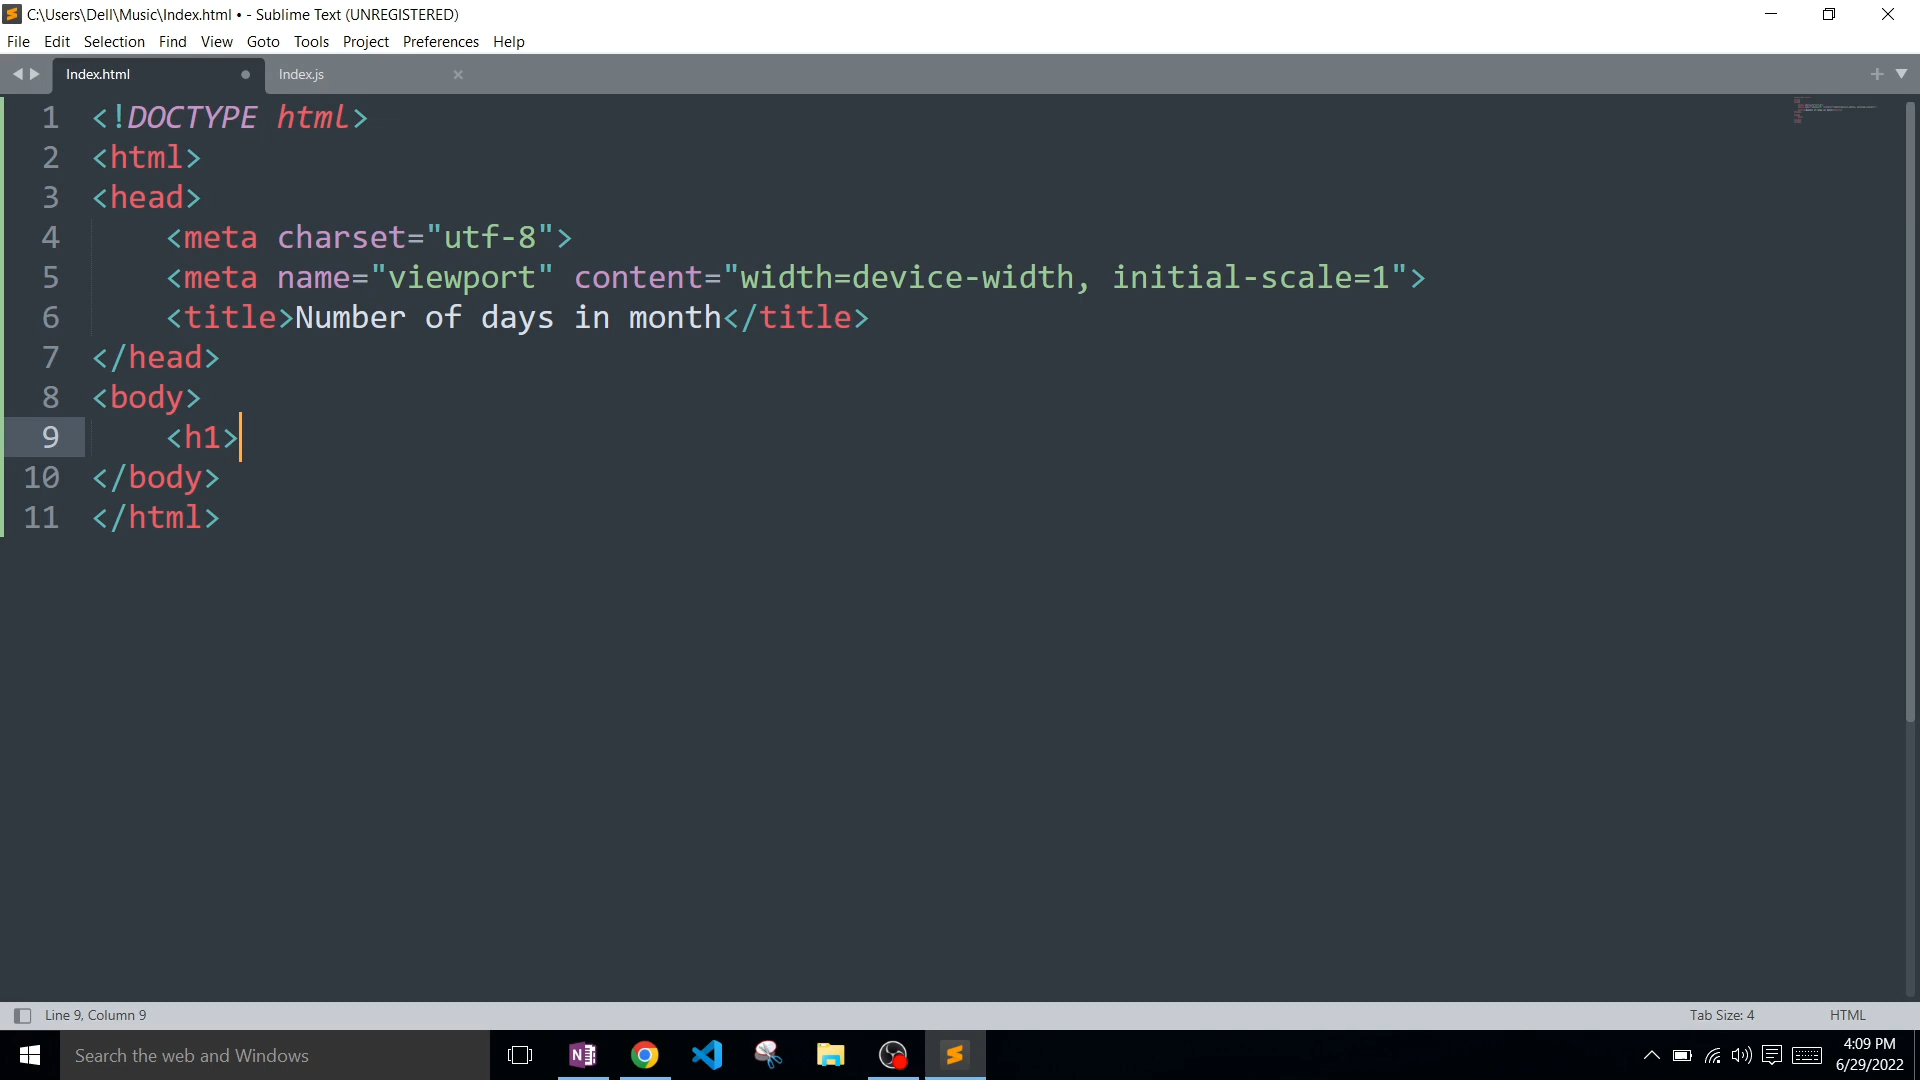 C:\Users\Dell\Music\Index.html • - Sublime Text (UNREGISTERED)
File Edit Selection Find View Goto Tools Project Preferences Help
Index.html Index.js
1 <!DOCTYPE html>
2 <html>
3 <head>
4 <meta charset="utf-8">
5 <meta name="viewport" content="width=device-width, initial-scale=1">
6 <title>Number of days in month</title>
7 </head>
8 <body>
9 <h1>
10 </body>
11 </html>
Line 9, Column 9 Tab Size: 4 HTML
Search the web and Windows
4:09 PM
6/29/2022